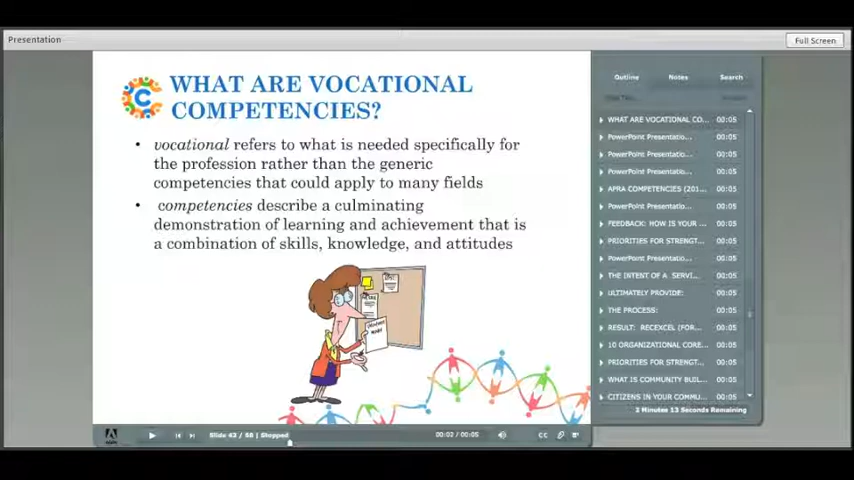 Presentation
Full Screen
WHAT ARE VOCATIONAL
COMPETENCIES?
• vocational refers to what is needed specifically for
the profession rather than the generic
competencies that could apply to many fields
• competencies describe a culminating
demonstration of learning and achievement that is
a combination of skills, knowledge, and attitudes
Outline Notes Search
WHAT ARE VOCATIONAL CO... 00:05
PowerPoint Presentatio... 00:05
PowerPoint Presentatio... 00:05
PowerPoint Presentatio... 00:05
APRA COMPETENCIES (201... 00:05
PowerPoint Presentatio... 00:05
FEEDBACK: HOW IS YOUR ... 00:05
PRIORITIES FOR STRENGT... 00:05
PowerPoint Presentatio... 00:05
THE INTENT OF A SERVI... 00:05
ULTIMATELY PROVIDE: 00:05
THE PROCESS: 00:05
RESULT: RECEXCEL (FOR... 00:05
10 ORGANIZATIONAL CORE... 00:05
PRIORITIES FOR STRENGT... 00:05
WHAT IS COMMUNITY BUIL... 00:05
CITIZENS IN YOUR COMMU... 00:05
2 Minutes 13 Seconds Remaining
Slide 43 / 68 | Stopped
00:02 / 00:05
CC